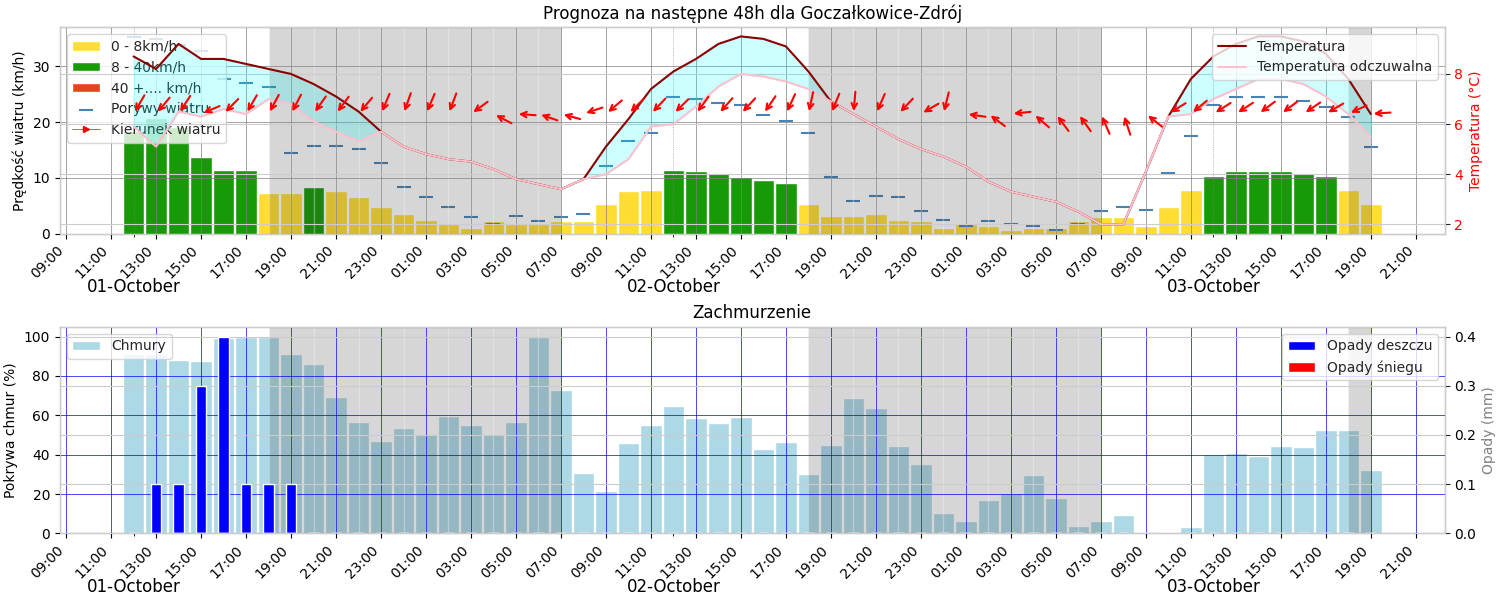 Prognoza na następne 48h dla Goczałkowice-Zdrój
0 - 8km/h
8 - 40km/h
40 +.... km/h
Porywy wiatru
Kierunek wiatru
Temperatura
Temperatura odczuwalna
Prędkość wiatru (km/h)
30
20
10
0
8
6
4
2
Temperatura (°C)
09:00 11:00 13:00 15:00 17:00 19:00 21:00 23:00 01:00 03:00 05:00 07:00 09:00 11:00 13:00 15:00 17:00 19:00 21:00 23:00 01:00 03:00 05:00 07:00 09:00 11:00 13:00 15:00 17:00 19:00 21:00
01-October 02-October 03-October
Zachmurzenie
Chmury
Opady deszczu
Opady śniegu
Pokrywa chmur (%)
100
80
60
40
20
0
0.4
0.3
0.2
0.1
0.0
Opady (mm)
09:00 11:00 13:00 15:00 17:00 19:00 21:00 23:00 01:00 03:00 05:00 07:00 09:00 11:00 13:00 15:00 17:00 19:00 21:00 23:00 01:00 03:00 05:00 07:00 09:00 11:00 13:00 15:00 17:00 19:00 21:00
01-October 02-October 03-October